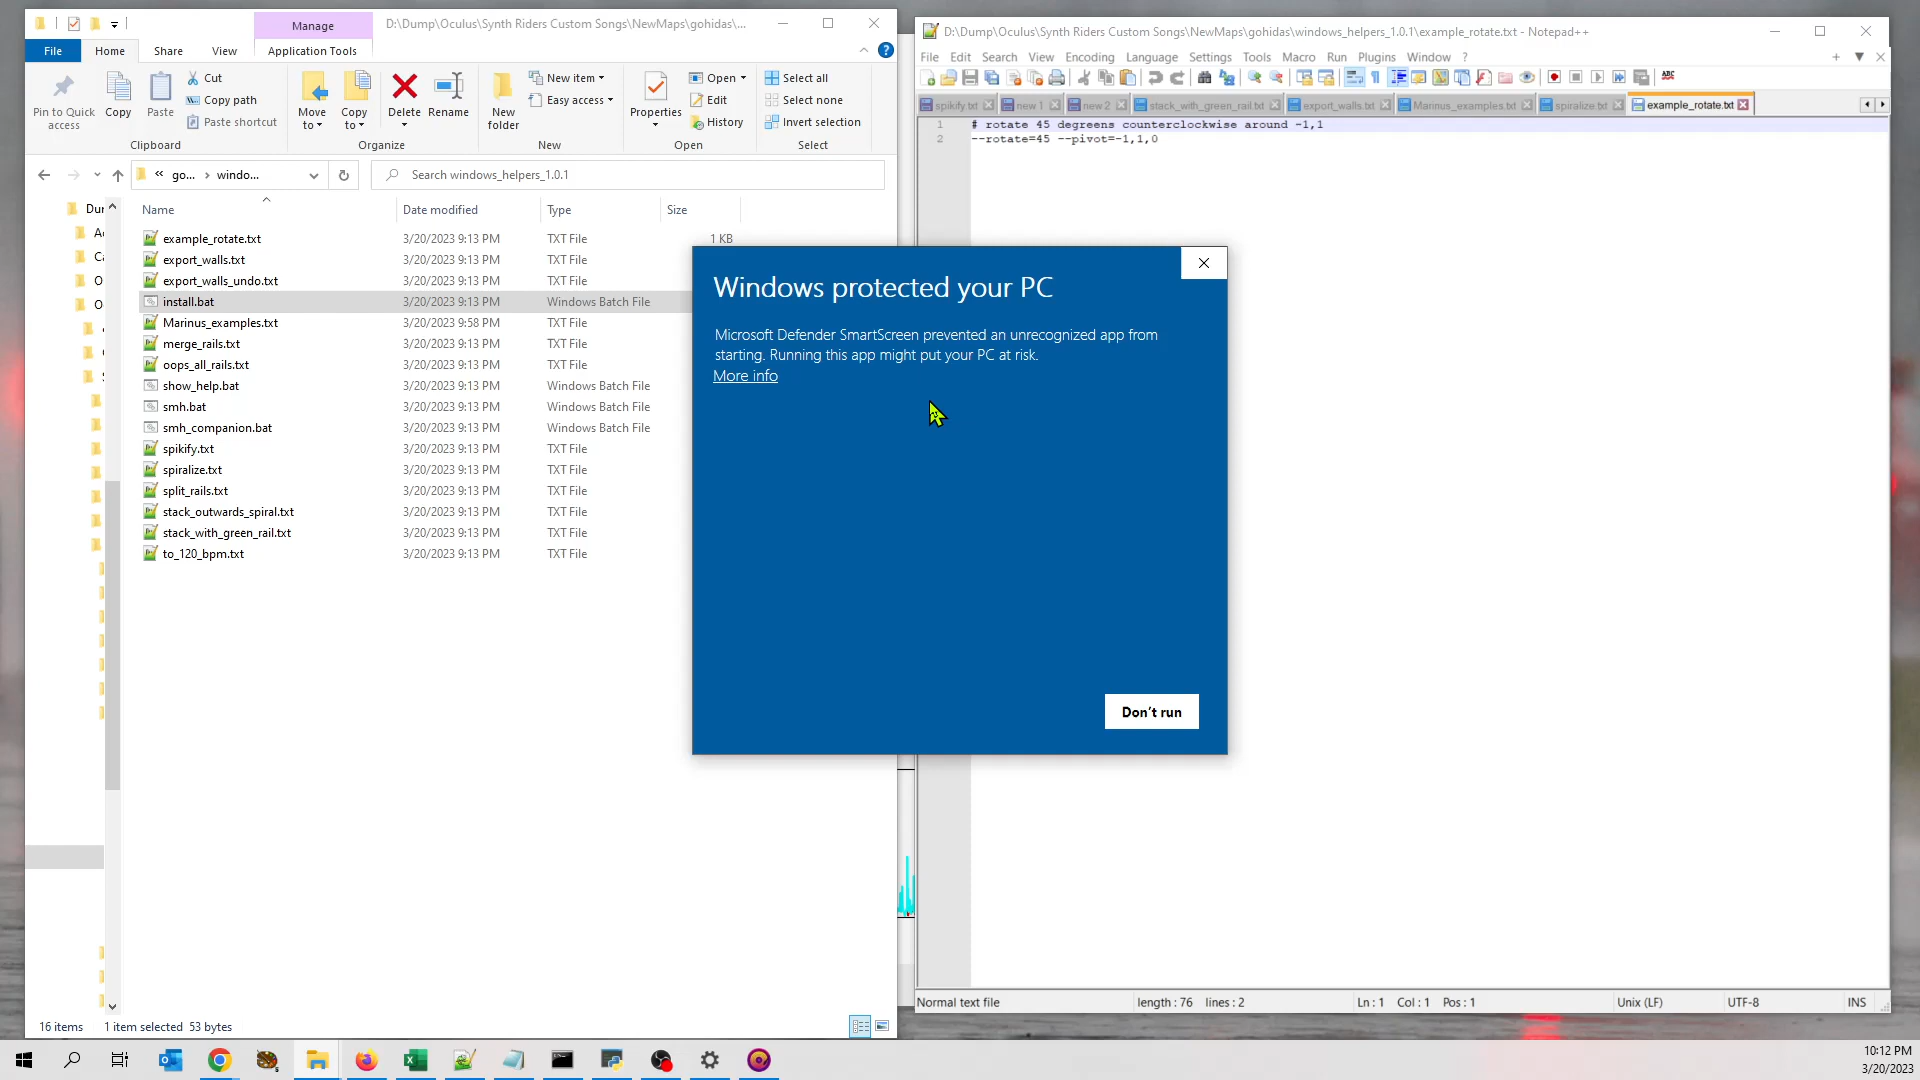 Manage
D:\Dump\Oculus\Synth Riders Custom Songs\NewMaps\gohidas\...
File
Home
Share
View
Application Tools
Pin to Quick access
Copy
Paste
Cut
Copy path
Paste shortcut
Clipboard
Move to
Copy to
Delete
Rename
Organize
New folder
New item
Easy access
New
Properties
Open
Edit
History
Open
Select all
Select none
Invert selection
Select
« go... › windo...
Search windows_helpers_1.0.1
Name Date modified Type Size
example_rotate.txt 3/20/2023 9:13 PM TXT File 1 KB
export_walls.txt 3/20/2023 9:13 PM TXT File
export_walls_undo.txt 3/20/2023 9:13 PM TXT File
install.bat 3/20/2023 9:13 PM Windows Batch File
Marinus_examples.txt 3/20/2023 9:58 PM TXT File
merge_rails.txt 3/20/2023 9:13 PM TXT File
oops_all_rails.txt 3/20/2023 9:13 PM TXT File
show_help.bat 3/20/2023 9:13 PM Windows Batch File
smh.bat 3/20/2023 9:13 PM Windows Batch File
smh_companion.bat 3/20/2023 9:13 PM Windows Batch File
spikify.txt 3/20/2023 9:13 PM TXT File
spiralize.txt 3/20/2023 9:13 PM TXT File
split_rails.txt 3/20/2023 9:13 PM TXT File
stack_outwards_spiral.txt 3/20/2023 9:13 PM TXT File
stack_with_green_rail.txt 3/20/2023 9:13 PM TXT File
to_120_bpm.txt 3/20/2023 9:13 PM TXT File
16 items 1 item selected 53 bytes
D:\Dump\Oculus\Synth Riders Custom Songs\NewMaps\gohidas\windows_helpers_1.0.1\example_rotate.txt - Notepad++
File Edit Search View Encoding Language Settings Tools Macro Run Plugins Window ?
spikify.txt new 1 new 2 stack_with_green_rail.txt export_walls.txt Marinus_examples.txt spiralize.txt example_rotate.txt
1 # rotate 45 degreens counterclockwise around -1,1
2 --rotate=45 --pivot=-1,1,0
Windows protected your PC
Microsoft Defender SmartScreen prevented an unrecognized app from
starting. Running this app might put your PC at risk.
More info
Don't run
Normal text file length : 76 lines : 2 Ln : 1 Col : 1 Pos : 1 Unix (LF) UTF-8 INS
10:12 PM
3/20/2023